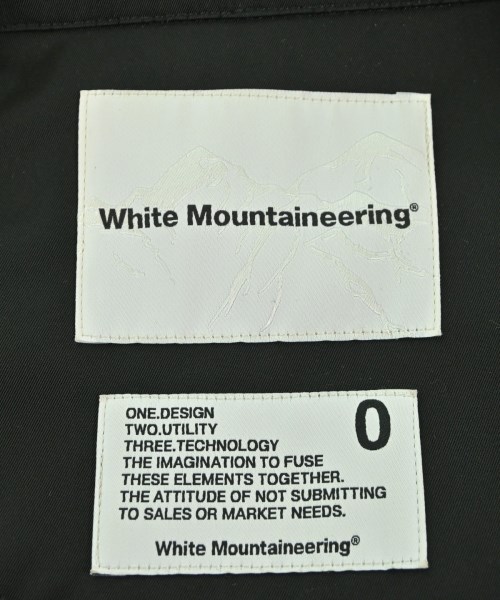 White Mountaineering®
ONE.DESIGN
0
TWO.UTILITY
THREE.TECHNOLOGY
THE IMAGINATION TO FUSE
THESE ELEMENTS TOGETHER.
THE ATTITUDE OF NOT SUBMITTING
TO SALES OR MARKET NEEDS.
White Mountaineering®